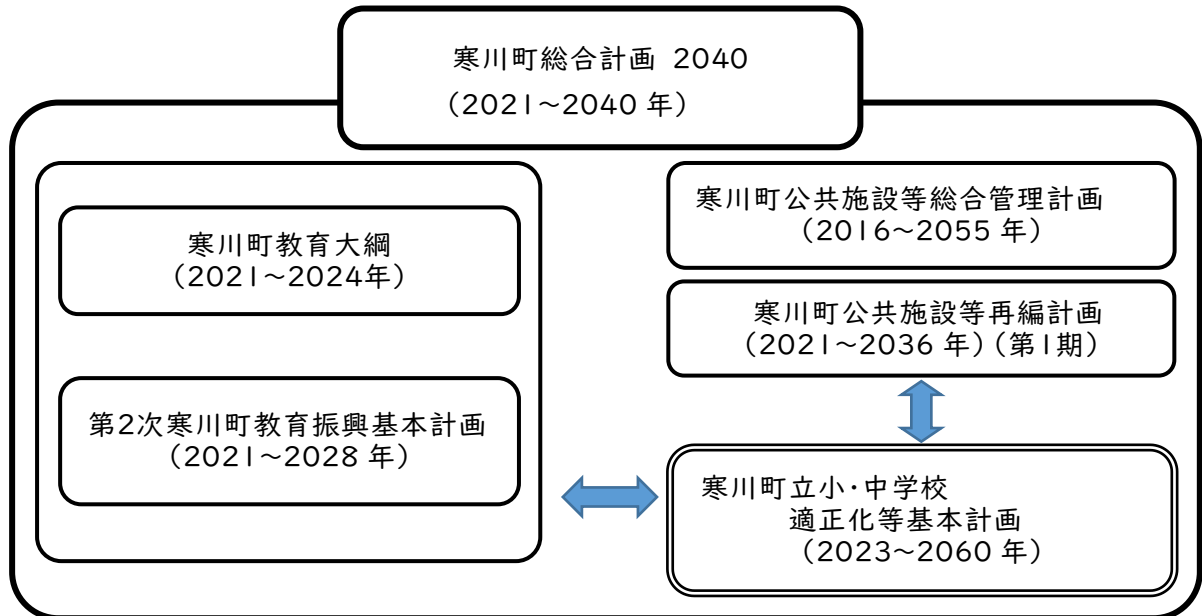 寒川町総合計画 2040
(2021～2040 年)
寒川町教育大綱
(2021～2024年)
第2次寒川町教育振興基本計画
(2021～2028 年)
寒川町公共施設等総合管理計画
(2016～2055 年)
寒川町公共施設等再編計画
(2021～2036 年)(第1期)
寒川町立小・中学校
適正化等基本計画
(2023～2060 年)